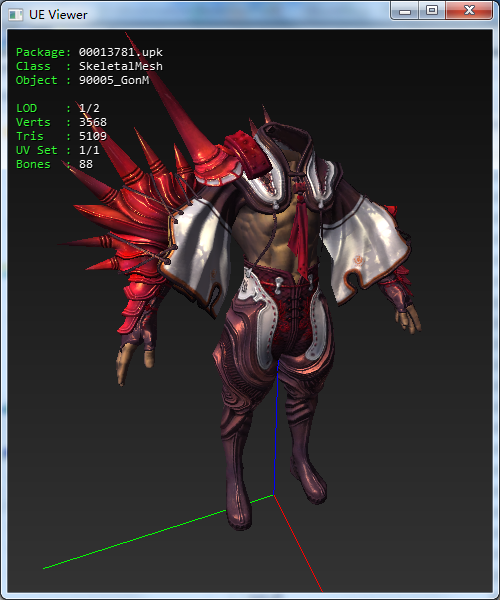 UE Viewer
Package: 00013781.upk
Class : SkeletalMesh
Object : 90005_GonM
LOD : 1/2
Verts : 3568
Tris : 5109
UV Set : 1/1
Bones : 88